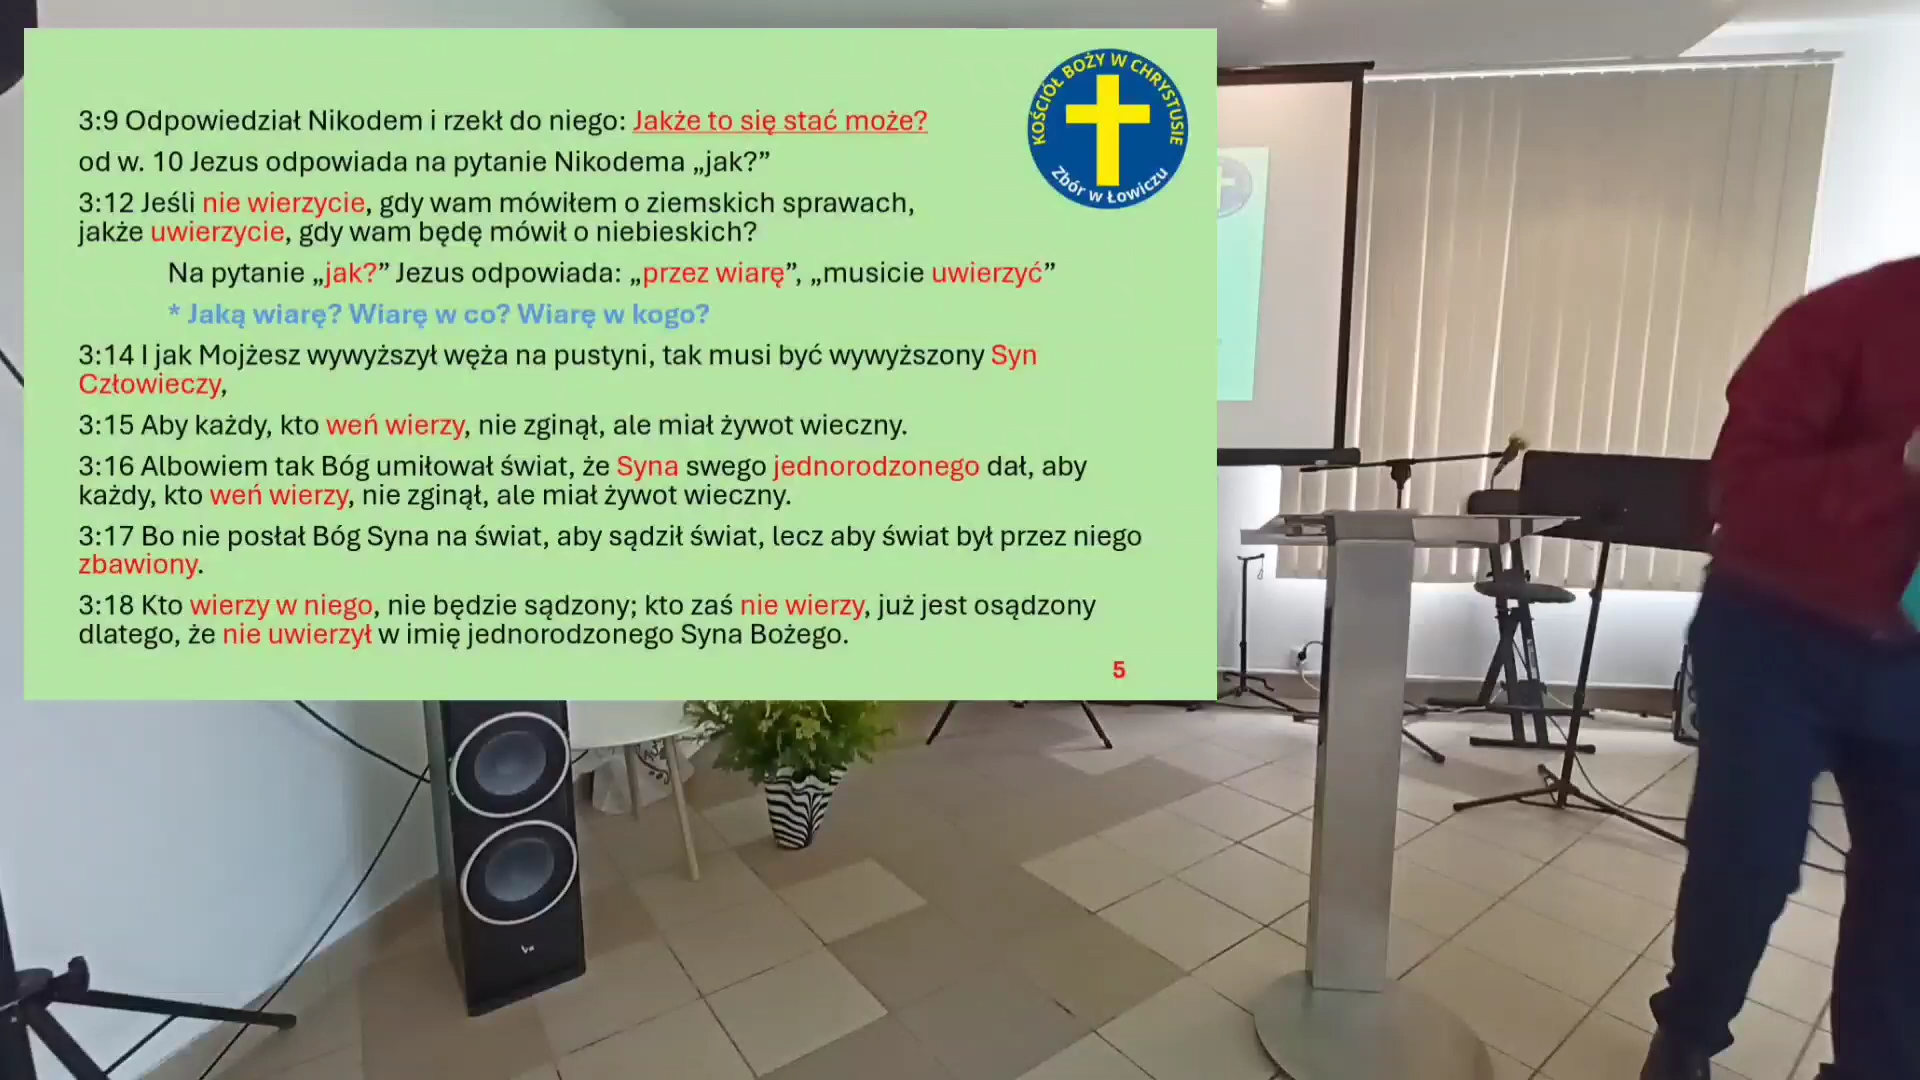 3:9 Odpowiedział Nikodem i rzekł do niego: Jakże to się stać może?
od w. 10 Jezus odpowiada na pytanie Nikodema „jak?”
3:12 Jeśli nie wierzycie, gdy wam mówiłem o ziemskich sprawach,
jakże uwierzycie, gdy wam będę mówił o niebieskich?
Na pytanie „jak?” Jezus odpowiada: „przez wiarę”, „musicie uwierzyć”
* Jaką wiarę? Wiarę w co? Wiarę w kogo?
3:14 I jak Mojżesz wywyższył węża na pustyni, tak musi być wywyższony Syn
Człowieczy,
3:15 Aby każdy, kto weń wierzy, nie zginął, ale miał żywot wieczny.
3:16 Albowiem tak Bóg umiłował świat, że Syna swego jednorodzonego dał, aby
każdy, kto weń wierzy, nie zginął, ale miał żywot wieczny.
3:17 Bo nie posłał Bóg Syna na świat, aby sądził świat, lecz aby świat był przez niego
zbawiony.
3:18 Kto wierzy w niego, nie będzie sądzony; kto zaś nie wierzy, już jest osądzony
dlatego, że nie uwierzył w imię jednorodzonego Syna Bożego.
5
KOŚCIÓŁ BOŻY W CHRYSTUSIE
Zbór w Łowiczu